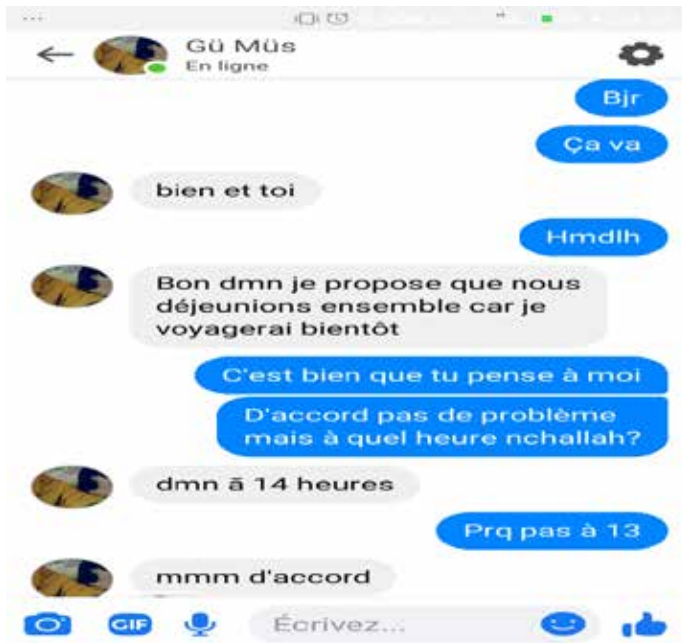 Gü Müs
En ligne
Bjr
Ça va
bien et toi
Hmdlh
Bon dmn je propose que nous
déjeunions ensemble car je
voyagerai bientôt
C'est bien que tu pense à moi
D'accord pas de problème
mais à quel heure nchallah?
dmn ā 14 heures
Prq pas à 13
mmm d'accord
GIF
Écrivez...